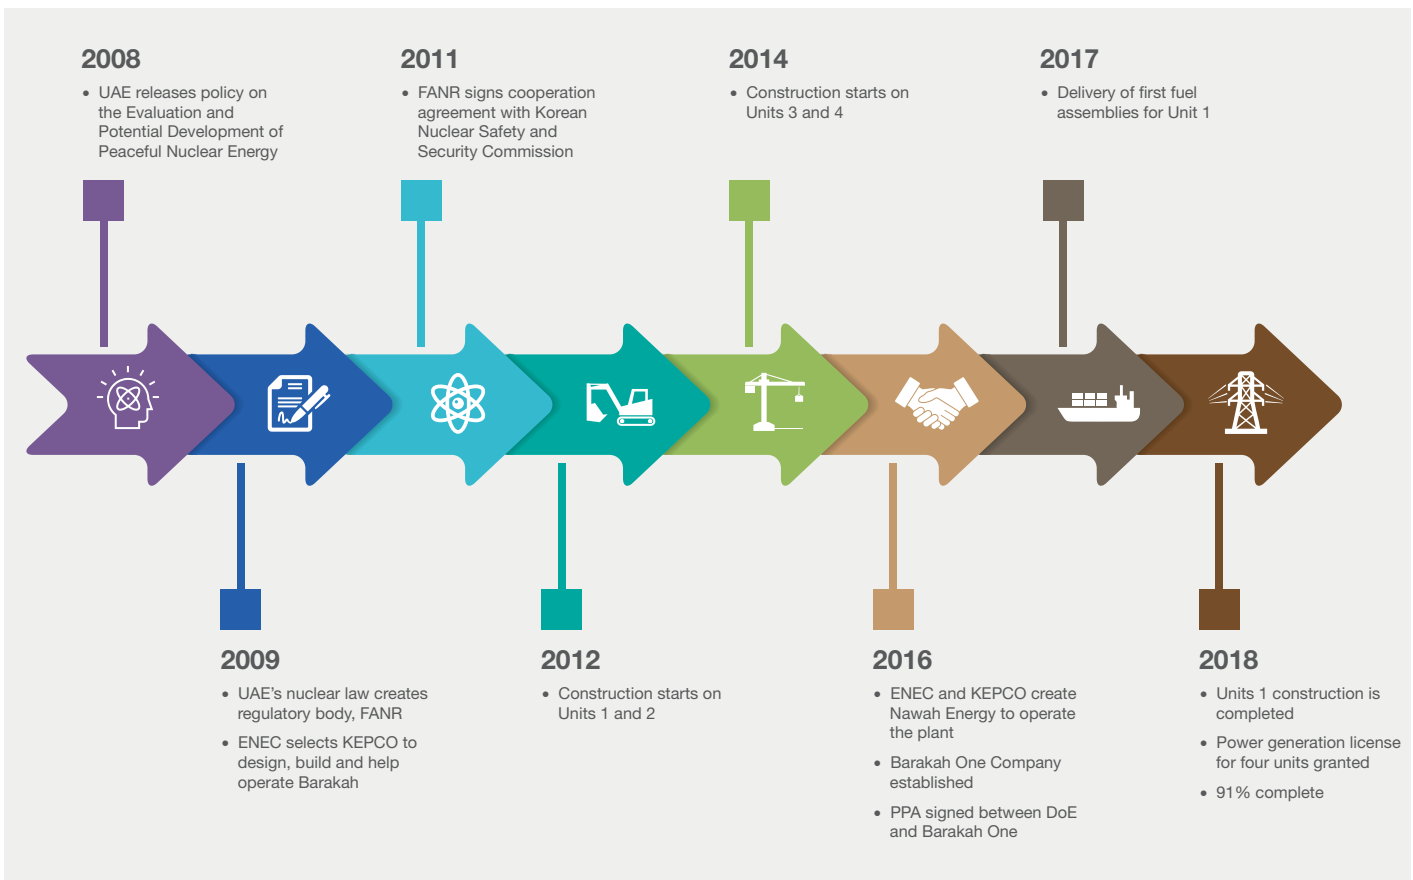 2008
• UAE releases policy on
the Evaluation and
Potential Development of
Peaceful Nuclear Energy
2011
• FANR signs cooperation
agreement with Korean
Nuclear Safety and
Security Commission
2014
• Construction starts on
Units 3 and 4
2017
• Delivery of first fuel
assemblies for Unit 1
2009
• UAE's nuclear law creates
regulatory body, FANR
• ENEC selects KEPCO to
design, build and help
operate Barakah
2012
• Construction starts on
Units 1 and 2
2016
• ENEC and KEPCO create
Nawah Energy to operate
the plant
• Barakah One Company
established
• PPA signed between DoE
and Barakah One
2018
• Units 1 construction is
completed
• Power generation license
for four units granted
• 91% complete